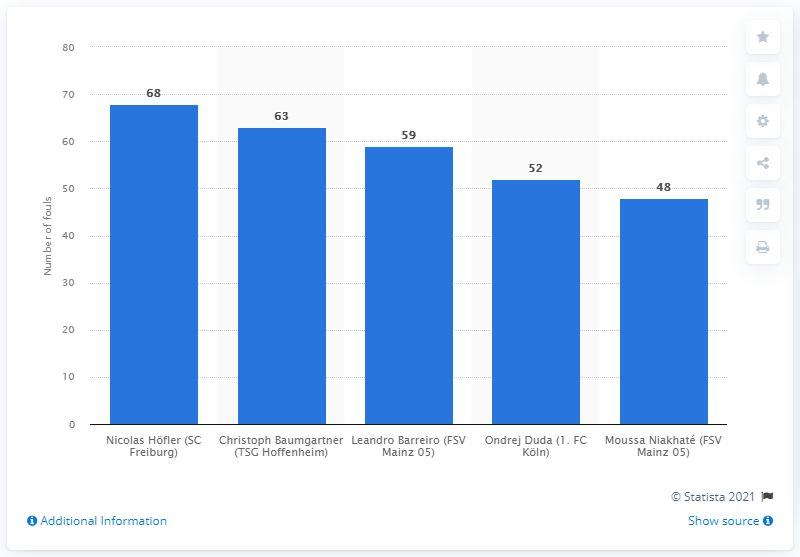 80
70
60
50
40
30
20
10
0
Number of fouls
68
63
59
52
48
Nicolas Höfler (SC
Freiburg)
Christoph Baumgartner
(TSG Hoffenheim)
Leandro Barreiro (FSV
Mainz 05)
Ondrej Duda (1. FC
Köln)
Moussa Niakhaté (FSV
Mainz 05)
© Statista 2021
Additional Information
Show source